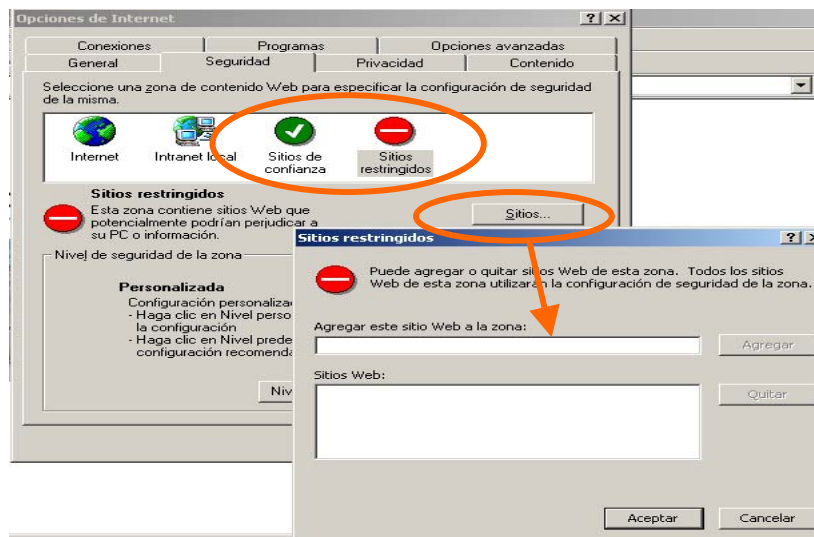 Opciones de Internet
Conexiones Programas Opciones avanzadas
General Seguridad Privacidad Contenido
Seleccione una zona de contenido Web para especificar la configuración de seguridad
de la misma.
Internet Intranet local Sitios de
confianza Sitios
restringidos
Sitios restringidos
Esta zona contiene sitios Web que
potencialmente podrían perjudicar a
su PC o información.
Sitios...
Nivel de seguridad de la zona
Personalizada
Configuración personaliza
- Haga clic en Nivel perso
la configuración
- Haga clic en Nivel prede
configuración recomenda
Niv
Sitios restringidos
Puede agregar o quitar sitios Web de esta zona. Todos los sitios
Web de esta zona utilizarán la configuración de seguridad de la zona.
Agregar este sitio Web a la zona:
Agregar
Sitios Web:
Quitar
Aceptar Cancelar